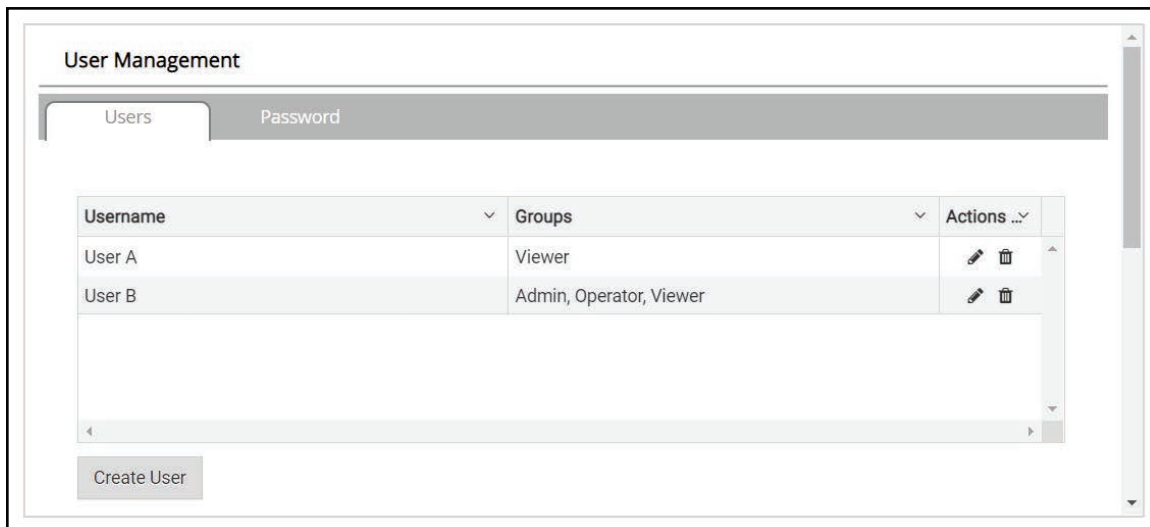 User Management
Users Password
Username Groups Actions ...
User A Viewer
User B Admin, Operator, Viewer
Create User